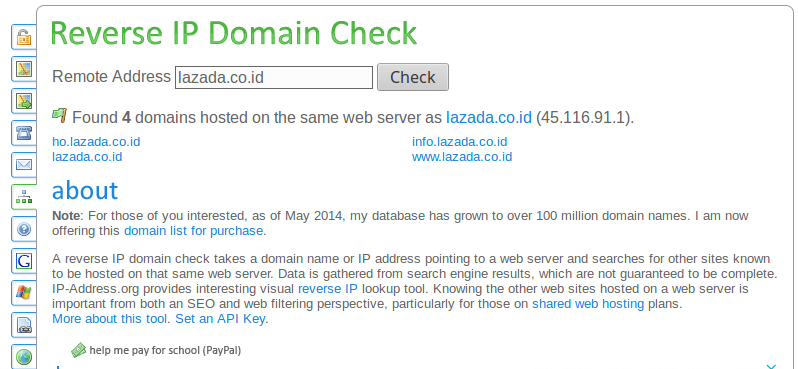 Reverse IP Domain Check
Remote Address lazada.co.id Check
Found 4 domains hosted on the same web server as lazada.co.id (45.116.91.1).
ho.lazada.co.id info.lazada.co.id
lazada.co.id www.lazada.co.id
about
Note: For those of you interested, as of May 2014, my database has grown to over 100 million domain names. I am now
offering this domain list for purchase.
A reverse IP domain check takes a domain name or IP address pointing to a web server and searches for other sites known
to be hosted on that same web server. Data is gathered from search engine results, which are not guaranteed to be complete.
IP-Address.org provides interesting visual reverse IP lookup tool. Knowing the other web sites hosted on a web server is
important from both an SEO and web filtering perspective, particularly for those on shared web hosting plans.
More about this tool. Set an API Key.
G
help me pay for school (PayPal)